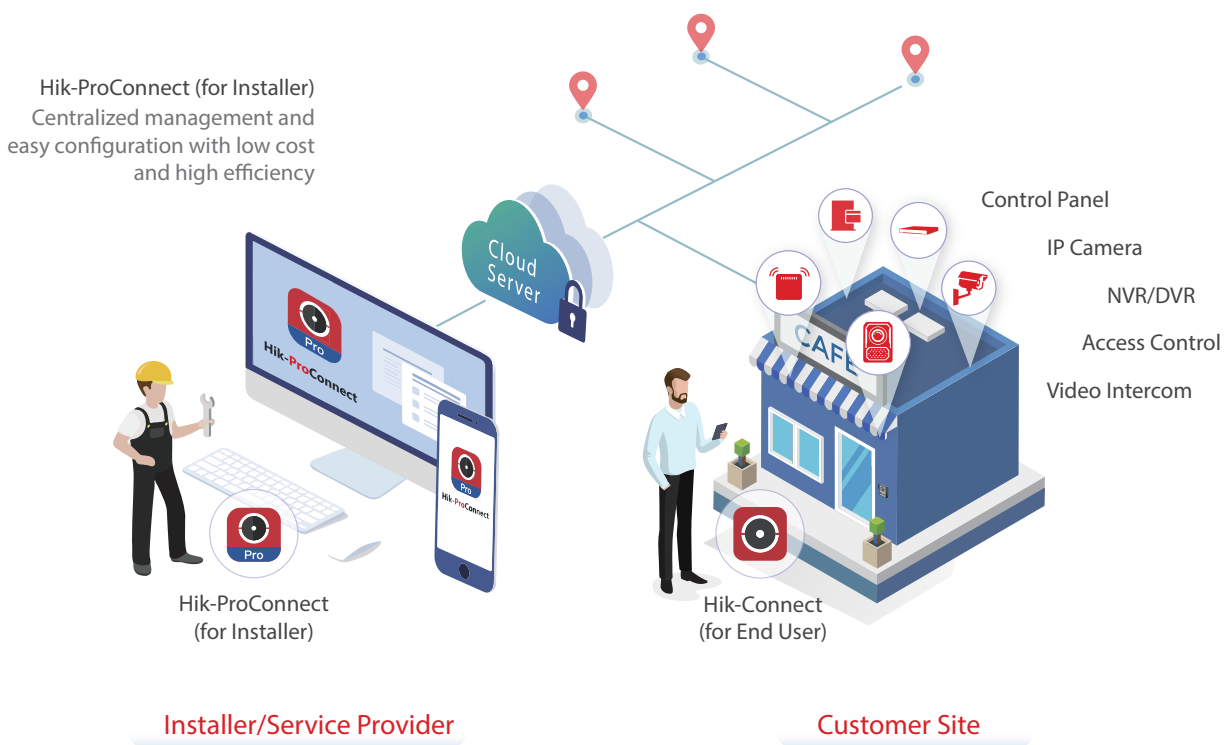 Hik-ProConnect (for Installer)
Centralized management and
easy configuration with low cost
and high efficiency
Cloud
Server
Pro
Hik-ProConnect
Pro
Hik-ProConnect
Pro
Hik-ProConnect
(for Installer)
Installer/Service Provider
Control Panel
IP Camera
NVR/DVR
Access Control
Video Intercom
CAFE
Hik-Connect
(for End User)
Customer Site